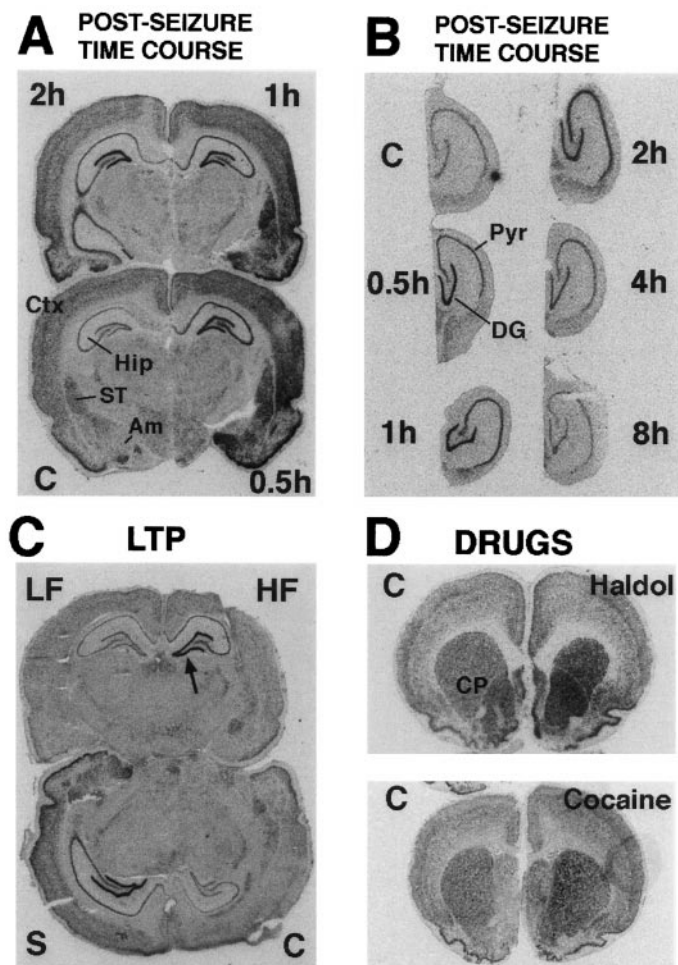 A POST-SEIZURE
TIME COURSE
2h 1h
Ctx
Hip
ST
Am
C 0.5h
B POST-SEIZURE
TIME COURSE
C 2h
Pyr
0.5h 4h
DG
1h 8h
C LTP
LF HF
S C
D DRUGS
C Haldol
CP
C Cocaine